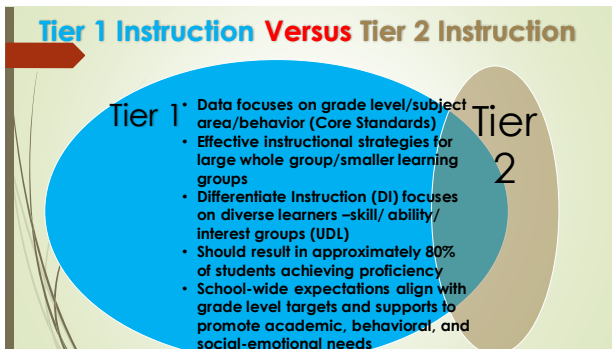 Tier 1 Instruction Versus Tier 2 Instruction
Tier 1
• Data focuses on grade level/subject
area/behavior (Core Standards)
• Effective instructional strategies for
large whole group/smaller learning
groups
• Differentiate Instruction (DI) focuses
on diverse learners –skill/ ability/
interest groups (UDL)
• Should result in approximately 80%
of students achieving proficiency
• School-wide expectations align with
grade level targets and supports to
promote academic, behavioral, and
social-emotional needs
Tier
2